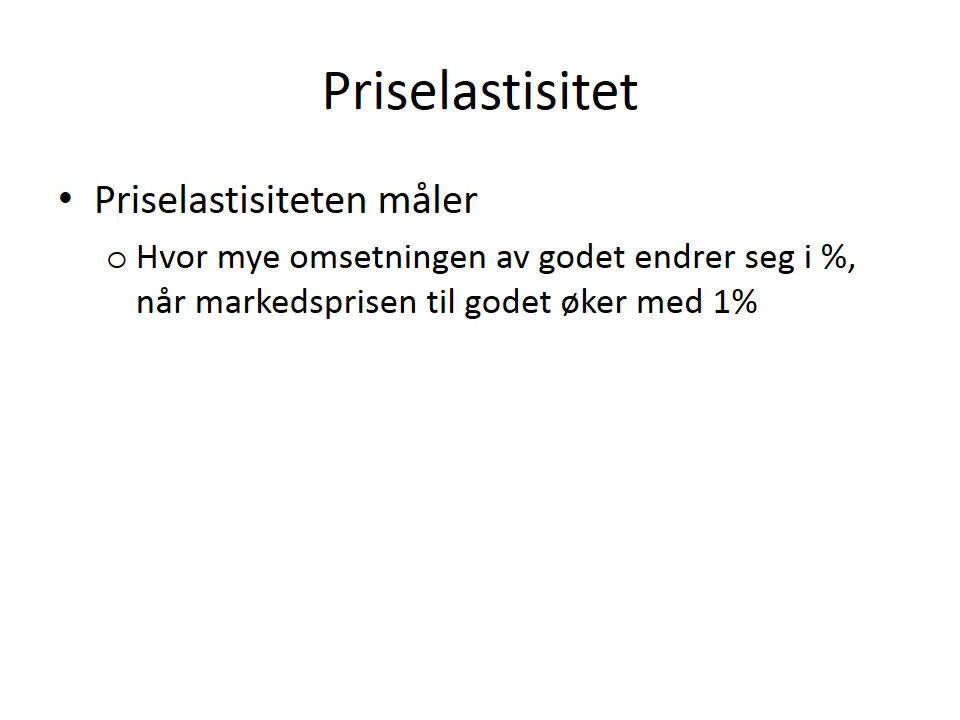 Priselastisitet
• Priselastisiteten måler
o Hvor mye omsetningen av godet endrer seg i %,
når markedsprisen til godet øker med 1%